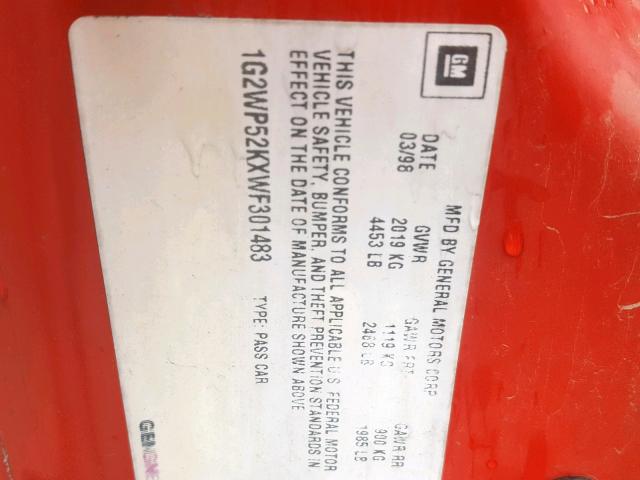 GM
MFD BY GENERAL MOTORS CORP
DATE GVWR GAWR FRT GAWR RR
03/98 2019 KG 1119 KG 900 KG
4453 LB 2468 LB 1985 LB
THIS VEHICLE CONFORMS TO ALL APPLICABLE U.S. FEDERAL MOTOR
VEHICLE SAFETY, BUMPER, AND THEFT PREVENTION STANDARDS IN
EFFECT ON THE DATE OF MANUFACTURE SHOWN ABOVE
1G2WP52KXWF301483 TYPE: PASS CAR